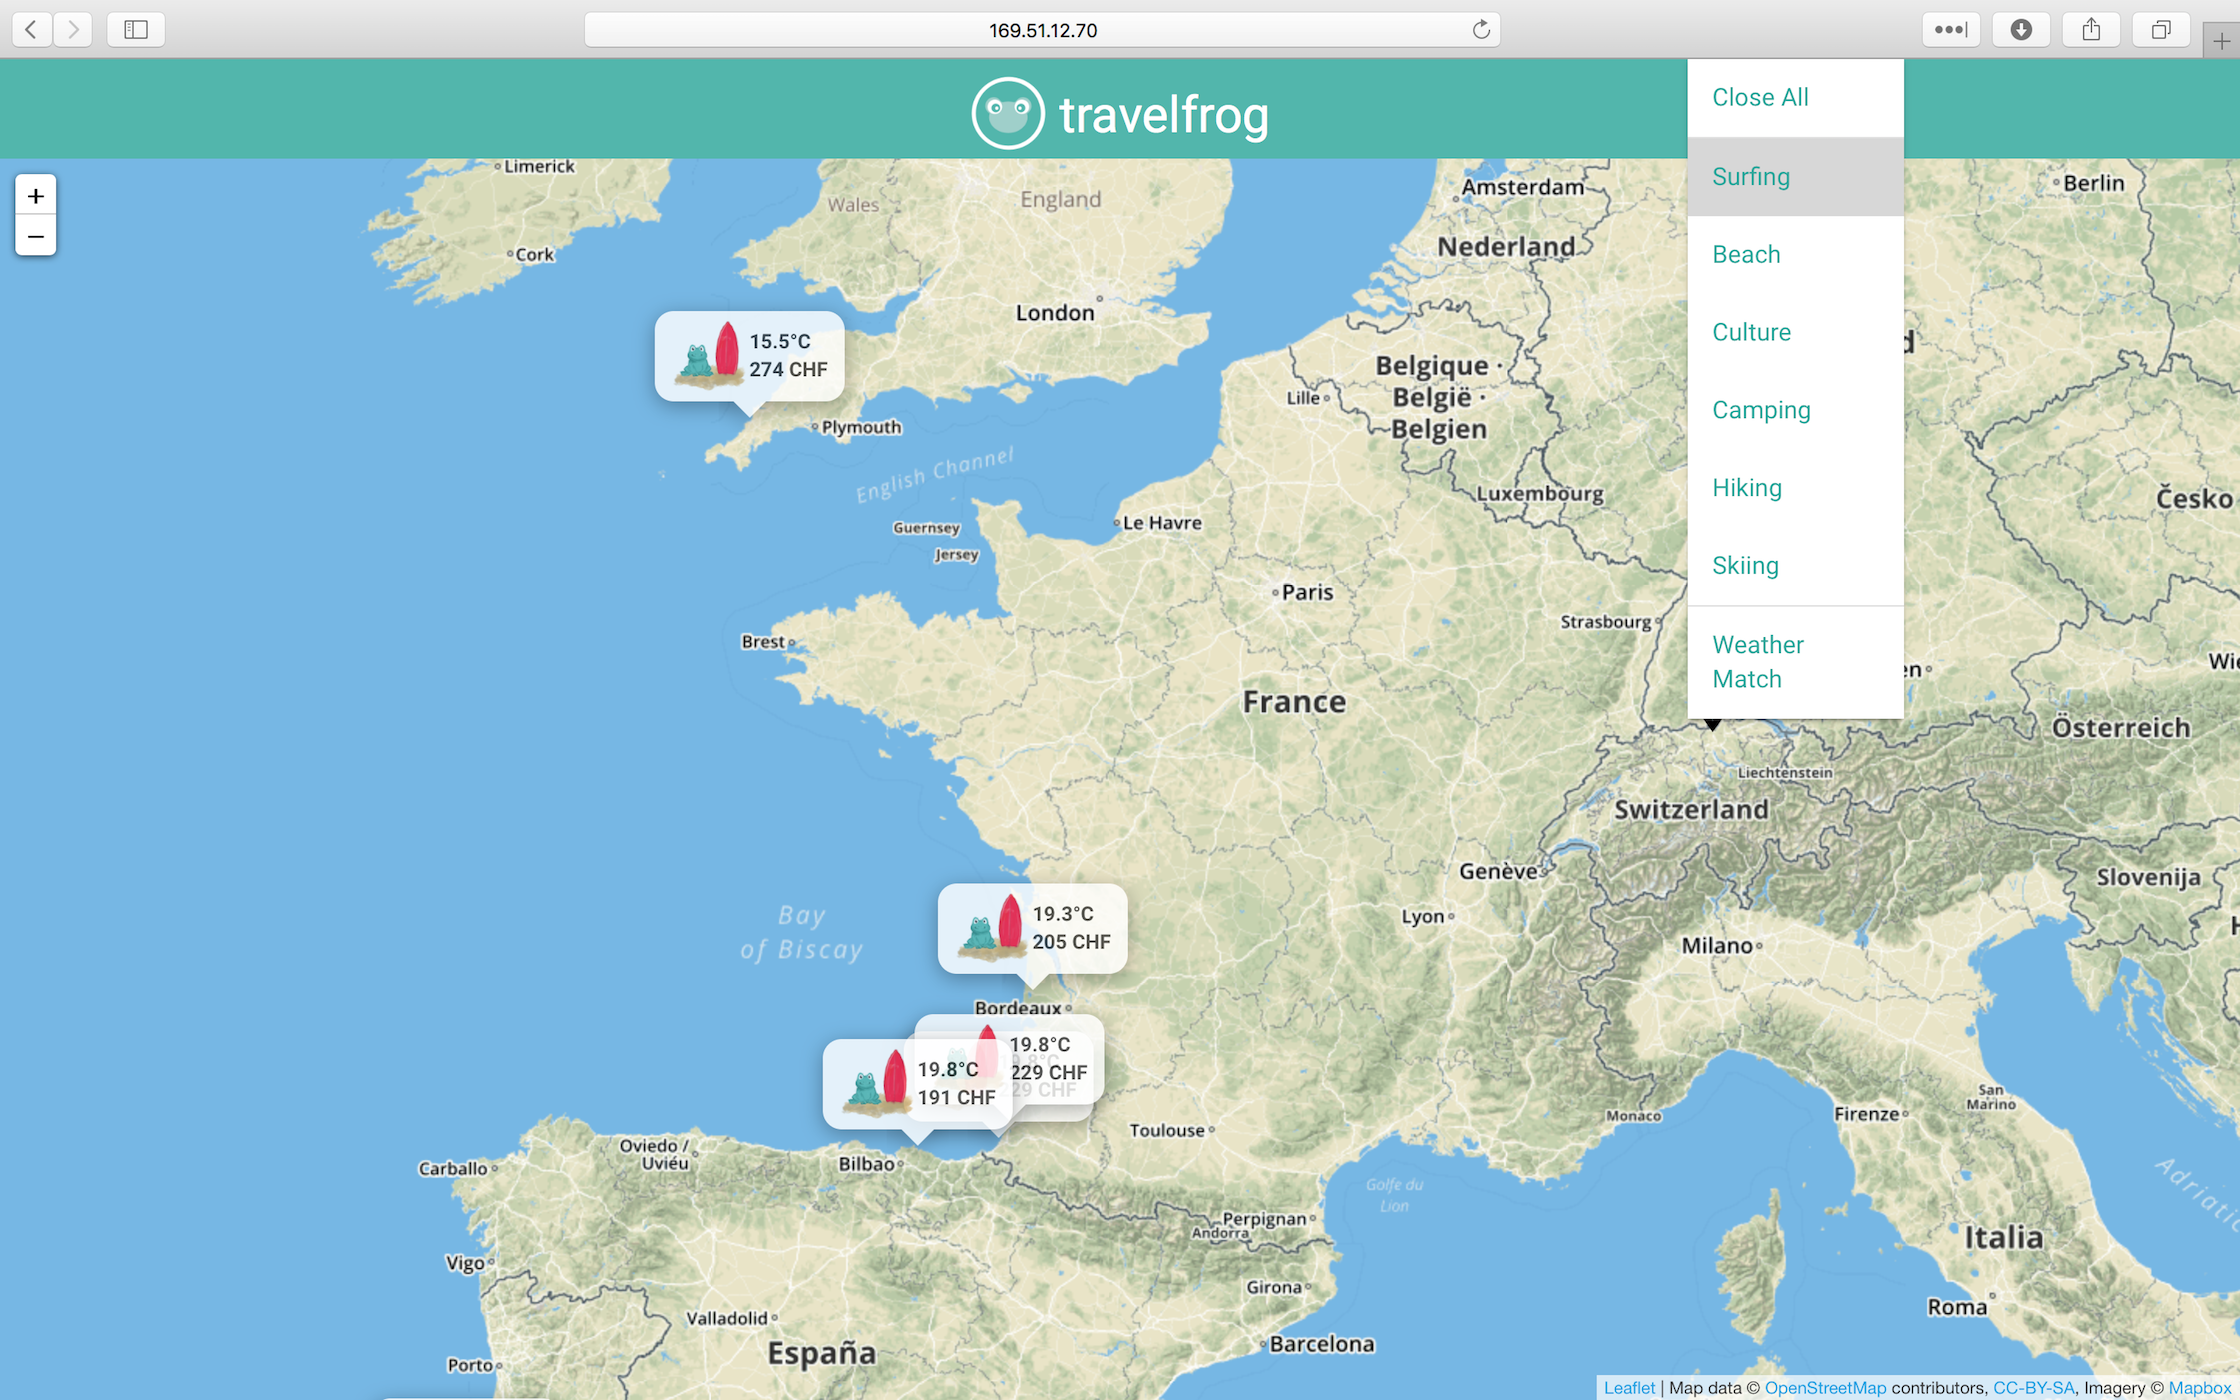 169.51.12.70
travelfrog
Close All
Surfing
Beach
Culture
Camping
Hiking
Skiing
Weather
Match
+
−
Limerick
Cork
Wales
England
London
Plymouth
English Channel
Guernsey
Jersey
Amsterdam
Nederland
Berlin
Belgique ·
België ·
Belgien
Lille
Luxembourg
Česko
Le Havre
Paris
Strasbourg
Brest
France
Österreich
Liechtenstein
Switzerland
Genève
Slovenija
Lyon
Milano
Bay
of Biscay
15.5°C
274 CHF
19.3°C
205 CHF
Bordeaux
19.8°C
229 CHF
19.8°C
191 CHF
Toulouse
Monaco
San
Marino
Firenze
Oviedo /
Uviéu
Bilbao
Carballo
Golfe du
Lion
Perpignan
Andorra
Italia
Vigo
Girona
Roma
Valladolid
España
Barcelona
Porto
Leaflet | Map data © OpenStreetMap contributors, CC-BY-SA, Imagery © Mapbox